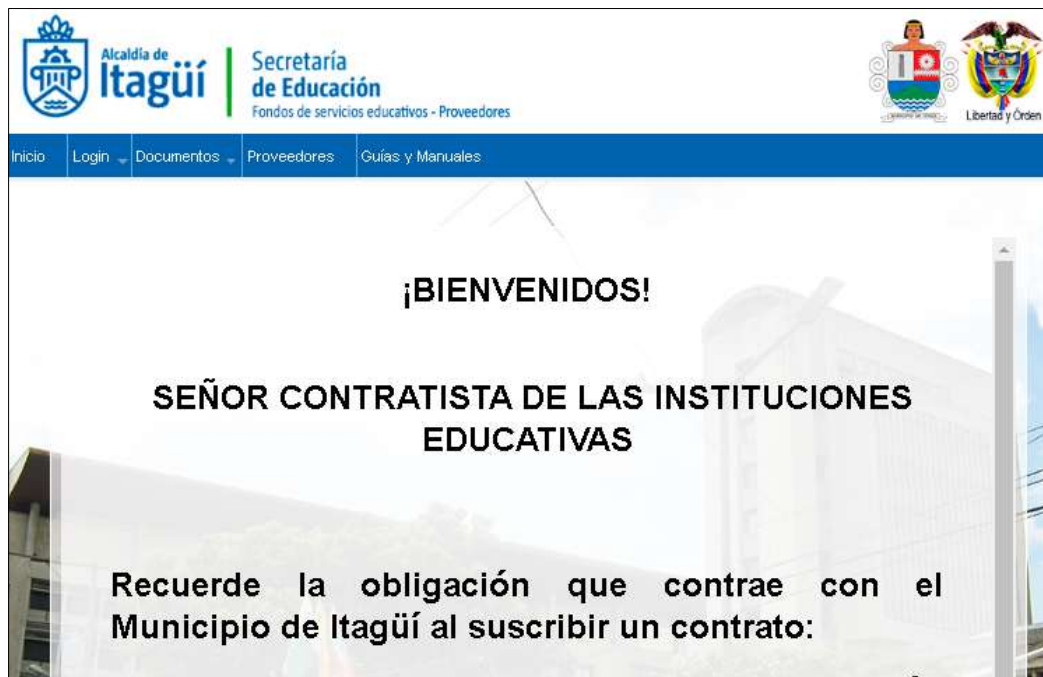 Alcaldía de
Itagüí
Secretaría
de Educación
Fondos de servicios educativos - Proveedores
Libertad y Órden
Inicio
Login
Documentos
Proveedores
Guías y Manuales
¡BIENVENIDOS!
SEÑOR CONTRATISTA DE LAS INSTITUCIONES
EDUCATIVAS
Recuerde la obligación que contrae con el
Municipio de Itagüí al suscribir un contrato: